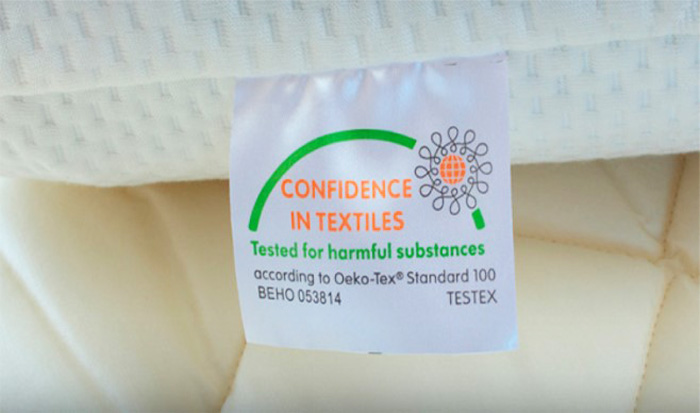 CONFIDENCE
IN TEXTILES
Tested for harmful substances
according to Oeko-Tex® Standard 100
BEHO 053814 TESTEX